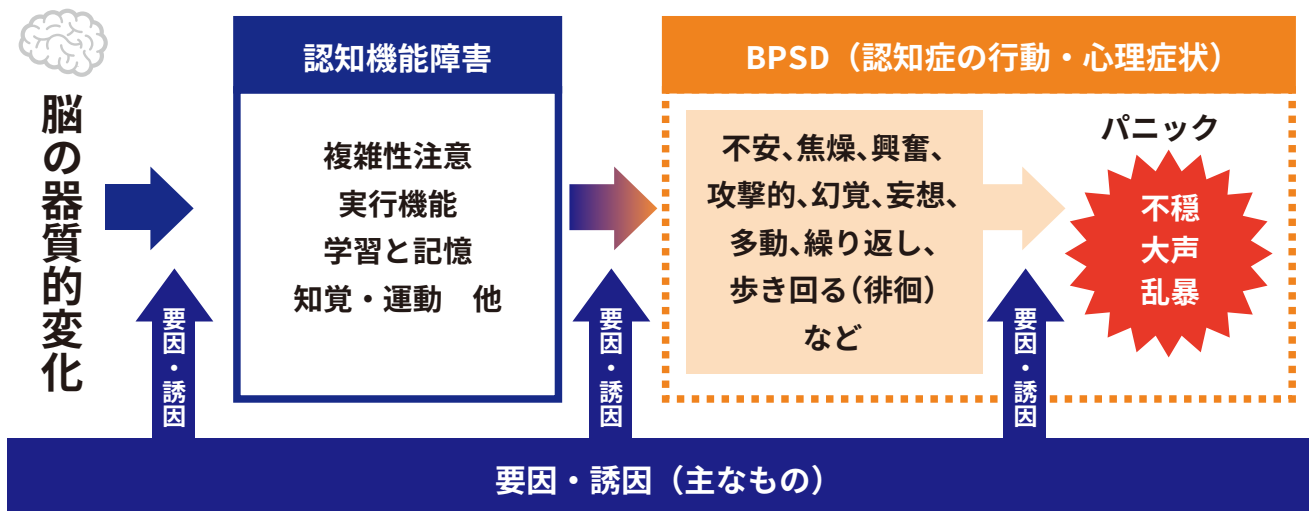 脳の器質的変化
認知機能障害
複雑性注意
実行機能
学習と記憶
知覚・運動　他
BPSD（認知症の行動・心理症状）
不安、焦燥、興奮、
攻撃的、幻覚、妄想、
多動、繰り返し、
歩き回る（徘徊）
など
パニック
不穏
大声
乱暴
要因・誘因
要因・誘因
要因・誘因
要因・誘因（主なもの）